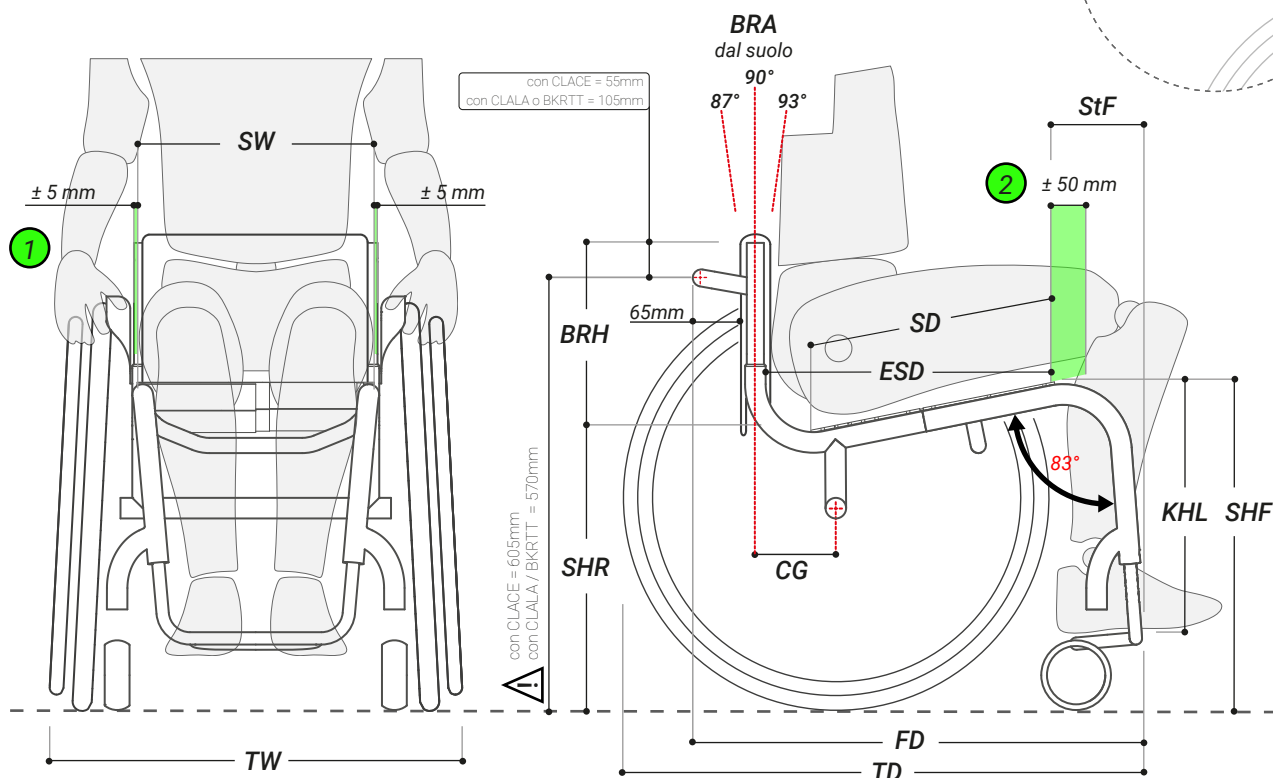 BRA
dal suolo
90°
87°
93°
con CLACE = 55mm
con CLALA o BKRTT = 105mm
StF
SW
± 5 mm
± 5 mm
1
2
± 50 mm
65mm
BRH
SD
ESD
83°
KHL
SHF
SHR
CG
con CLACE = 605mm
con CLALA / BKRTT = 570mm
!
FD
TW
TD